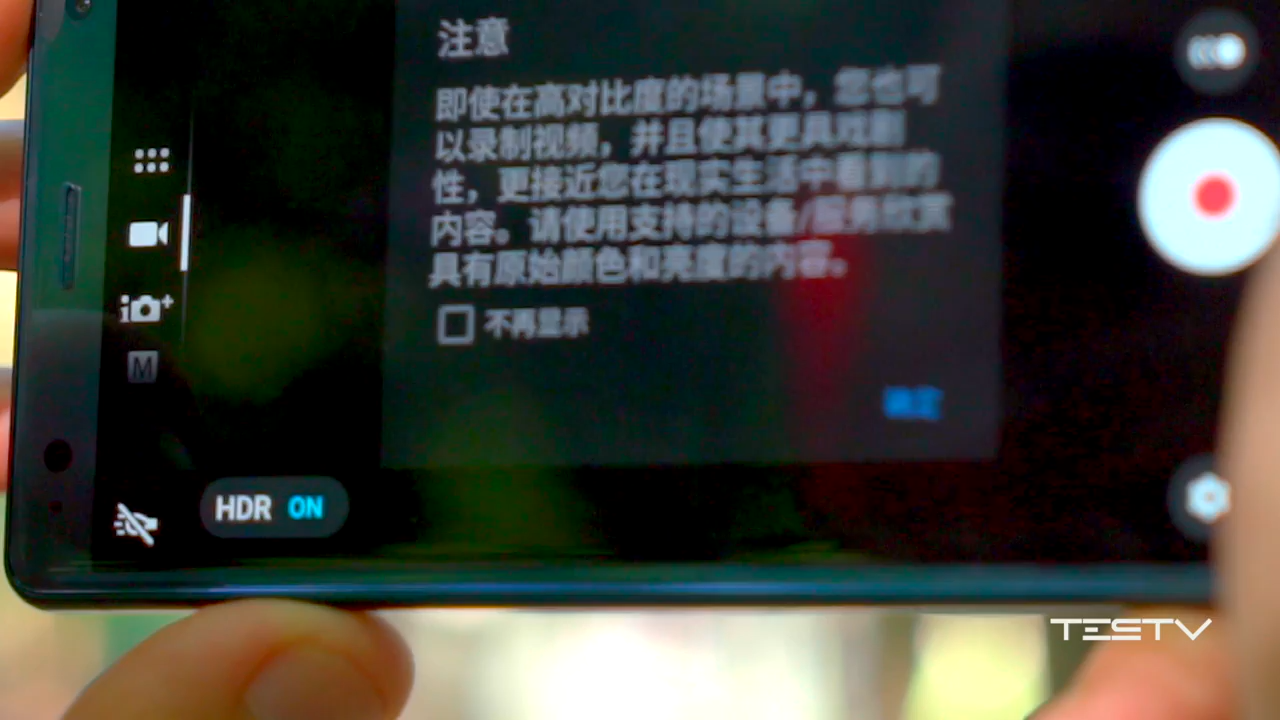 注意
即使在高对比度的场景中，您也可
以录制视频，并且使其更具戏剧
性，更接近您在现实生活中看到的
内容。请使用支持的设备/服务欣赏
具有原始颜色和亮度的内容。
不再显示
确定
i+
M
HDR ON
TESTV